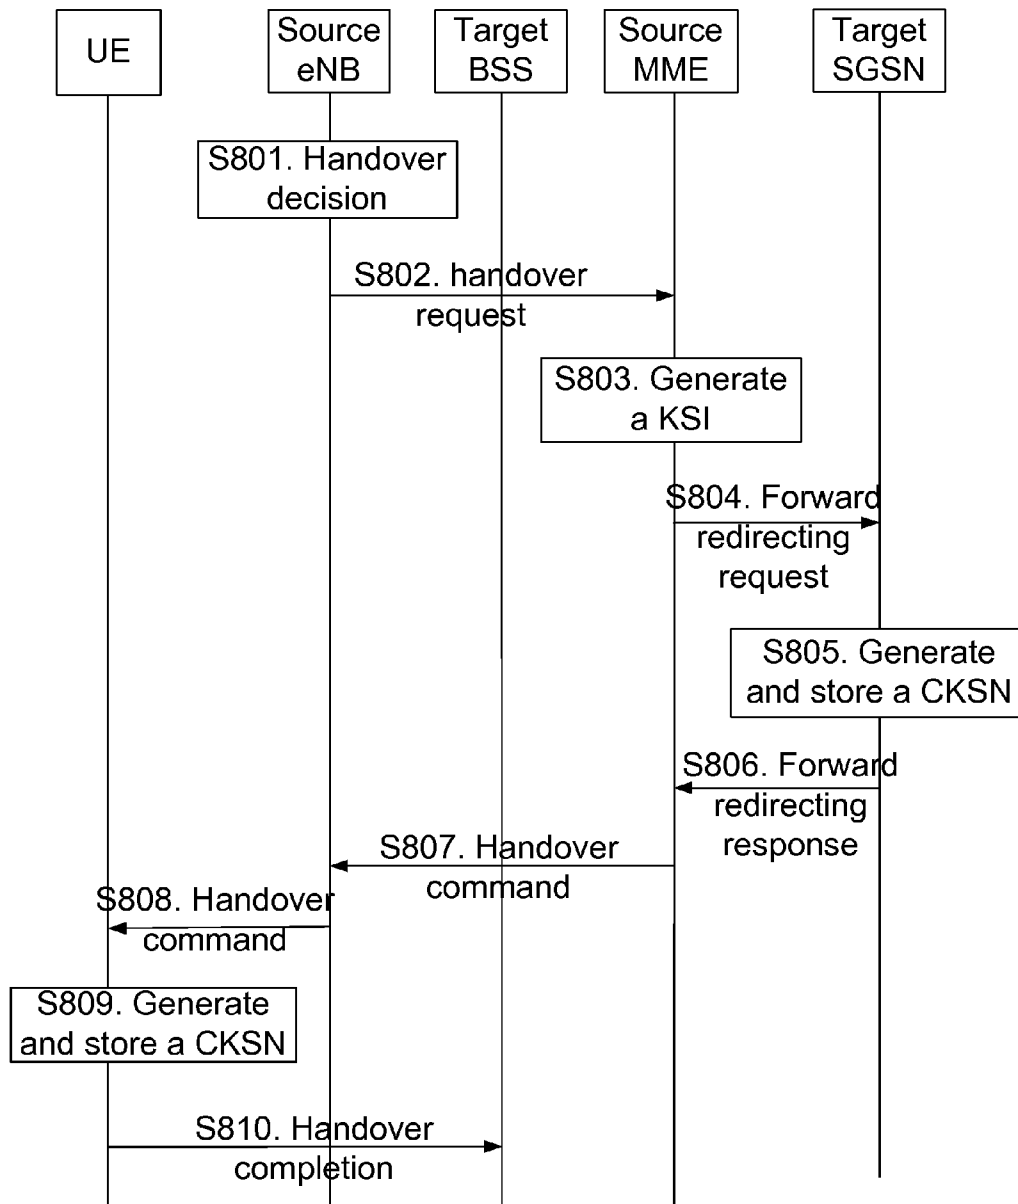 UE
Source
eNB
Target
BSS
Source
MME
Target
SGSN
S801. Handover
decision
S802. handover
request
S803. Generate
a KSI
S804. Forward
redirecting
request
S805. Generate
and store a CKSN
S806. Forward
redirecting
response
S807. Handover
command
S808. Handover
command
S809. Generate
and store a CKSN
S810. Handover
completion